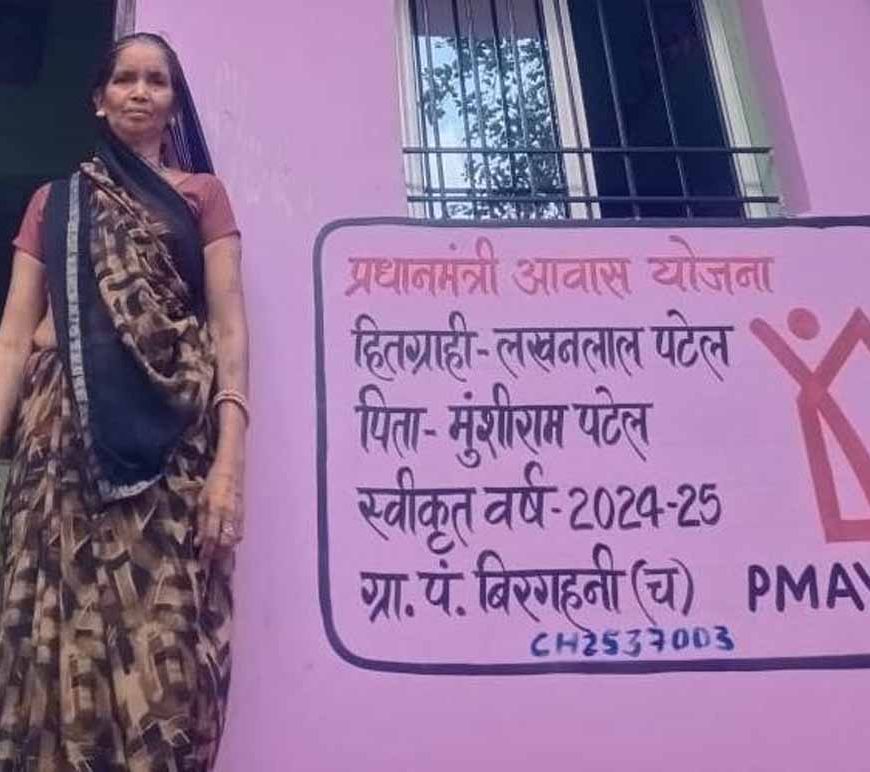 प्रधानमंत्री आवास योजना
हितग्राही-लखनलाल पटेल
पिता- मुंशीराम पटेल
स्वीकृत वर्ष-2024-25
ग्रा.पं. बिरगहनी (च)
PMAY
CH2537003